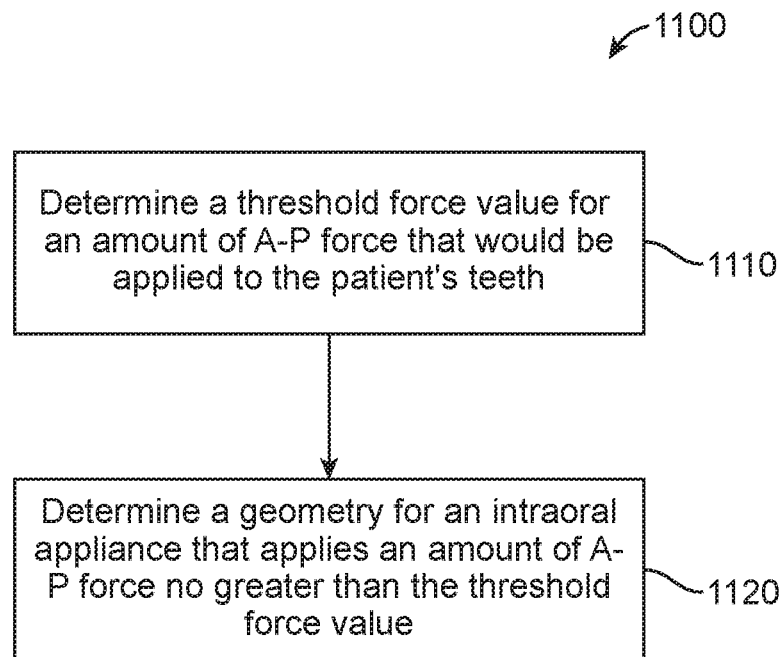 1100
Determine a threshold force value for
an amount of A-P force that would be
applied to the patient's teeth
1110
Determine a geometry for an intraoral
appliance that applies an amount of A-
P force no greater than the threshold
force value
1120